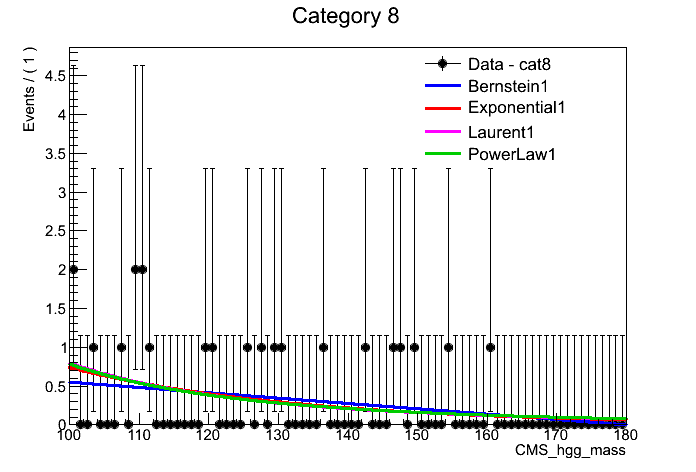 Category 8
Events / ( 1 )
Data - cat8
Bernstein1
Exponential1
Laurent1
PowerLaw1
4.5
4
3.5
3
2.5
2
1.5
1
0.5
0
100 110 120 130 140 150 160 170 180
CMS_hgg_mass